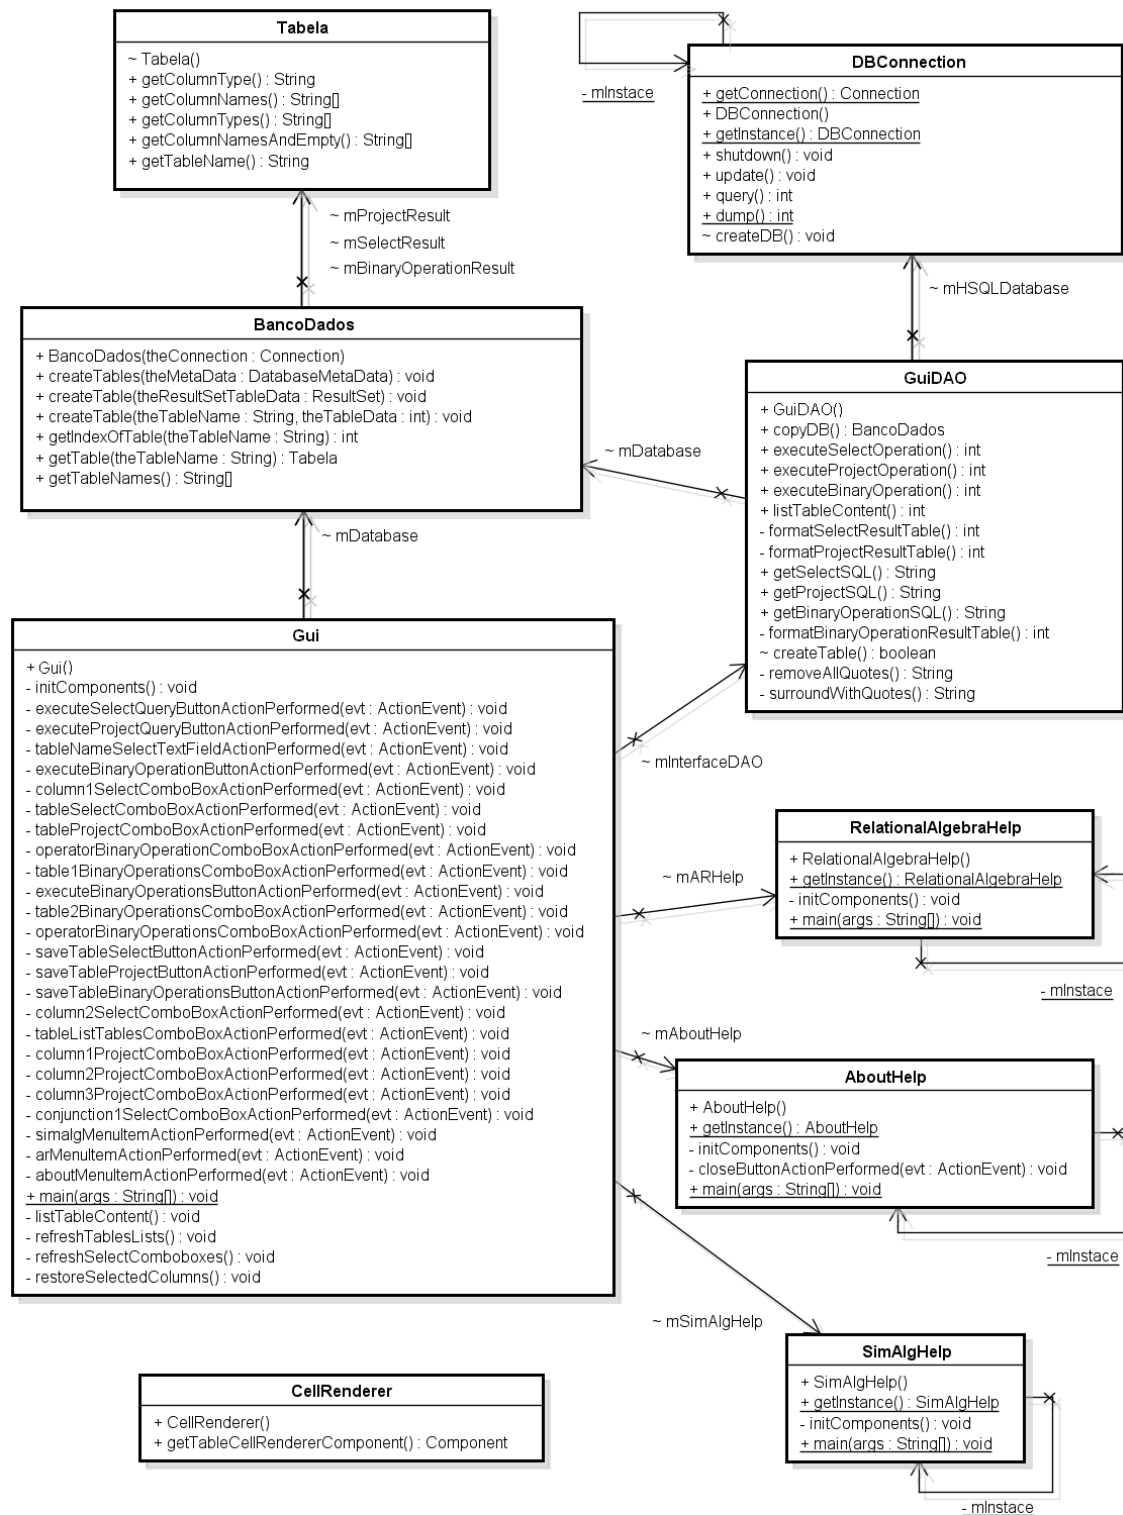 Tabela
~ Tabela()
+ getColumnType() : String
+ getColumnNames() : String[]
+ getColumnTypes() : String[]
+ getColumnNamesAndEmpty() : String[]
+ getTableName() : String
- mInstace
DBConnection
+ getConnection() : Connection
+ DBConnection()
+ getInstance() : DBConnection
+ shutdown() : void
+ update() : void
+ query() : int
+ dump() : int
~ createDB() : void
~ mProjectResult
~ mSelectResult
~ mBinaryOperationResult
~ mHSQLDatabase
BancoDados
+ BancoDados(theConnection : Connection)
+ createTables(theMetaData : DatabaseMetaData) : void
+ createTable(theResultSetTableData : ResultSet) : void
+ createTable(theTableName : String, theTableData : int) : void
+ getIndexOfTable(theTableName : String) : int
+ getTable(theTableName : String) : Tabela
+ getTableNames() : String[]
GuiDAO
+ GuiDAO()
+ copyDB() : BancoDados
+ executeSelectOperation() : int
+ executeProjectOperation() : int
+ executeBinaryOperation() : int
+ listTableContent() : int
- formatSelectResultTable() : int
- formatProjectResultTable() : int
+ getSelectSQL() : String
+ getProjectSQL() : String
+ getBinaryOperationSQL() : String
- formatBinaryOperationResultTable() : int
~ createTable() : boolean
- removeAllQuotes() : String
- surroundWithQuotes() : String
~ mDatabase
~ mDatabase
Gui
+ Gui()
- initComponents() : void
- executeSelectQueryButtonActionPerformed(evt : ActionEvent) : void
- executeProjectQueryButtonActionPerformed(evt : ActionEvent) : void
- tableNameSelectTextFieldActionPerformed(evt : ActionEvent) : void
- executeBinaryOperationButtonActionPerformed(evt : ActionEvent) : void
- column1SelectComboBoxActionPerformed(evt : ActionEvent) : void
- tableSelectComboBoxActionPerformed(evt : ActionEvent) : void
- tableProjectComboBoxActionPerformed(evt : ActionEvent) : void
- operatorBinaryOperationComboBoxActionPerformed(evt : ActionEvent) : void
- table1BinaryOperationsComboBoxActionPerformed(evt : ActionEvent) : void
- executeBinaryOperationsButtonActionPerformed(evt : ActionEvent) : void
- table2BinaryOperationsComboBoxActionPerformed(evt : ActionEvent) : void
- operatorBinaryOperationsComboBoxActionPerformed(evt : ActionEvent) : void
- saveTableSelectButtonActionPerformed(evt : ActionEvent) : void
- saveTableProjectButtonActionPerformed(evt : ActionEvent) : void
- saveTableBinaryOperationsButtonActionPerformed(evt : ActionEvent) : void
- column2SelectComboBoxActionPerformed(evt : ActionEvent) : void
- tableListTablesComboBoxActionPerformed(evt : ActionEvent) : void
- column1ProjectComboBoxActionPerformed(evt : ActionEvent) : void
- column2ProjectComboBoxActionPerformed(evt : ActionEvent) : void
- column3ProjectComboBoxActionPerformed(evt : ActionEvent) : void
- conjunction1SelectComboBoxActionPerformed(evt : ActionEvent) : void
- simalgMenuItemActionPerformed(evt : ActionEvent) : void
- arMenuItemActionPerformed(evt : ActionEvent) : void
- aboutMenuItemActionPerformed(evt : ActionEvent) : void
+ main(args : String[]) : void
- listTableContent() : void
- refreshTablesLists() : void
- refreshSelectComboboxes() : void
- restoreSelectedColumns() : void
~ mInterfaceDAO
~ mARHelp
RelationalAlgebraHelp
+ RelationalAlgebraHelp()
+ getInstance() : RelationalAlgebraHelp
- initComponents() : void
+ main(args : String[]) : void
- mInstace
~ mAboutHelp
AboutHelp
+ AboutHelp()
+ getInstance() : AboutHelp
- initComponents() : void
- closeButtonActionPerformed(evt : ActionEvent) : void
+ main(args : String[]) : void
- mInstace
~ mSimAlgHelp
SimAlgHelp
+ SimAlgHelp()
+ getInstance() : SimAlgHelp
- initComponents() : void
+ main(args : String[]) : void
- mInstace
CellRenderer
+ CellRenderer()
+ getTableCellRendererComponent() : Component